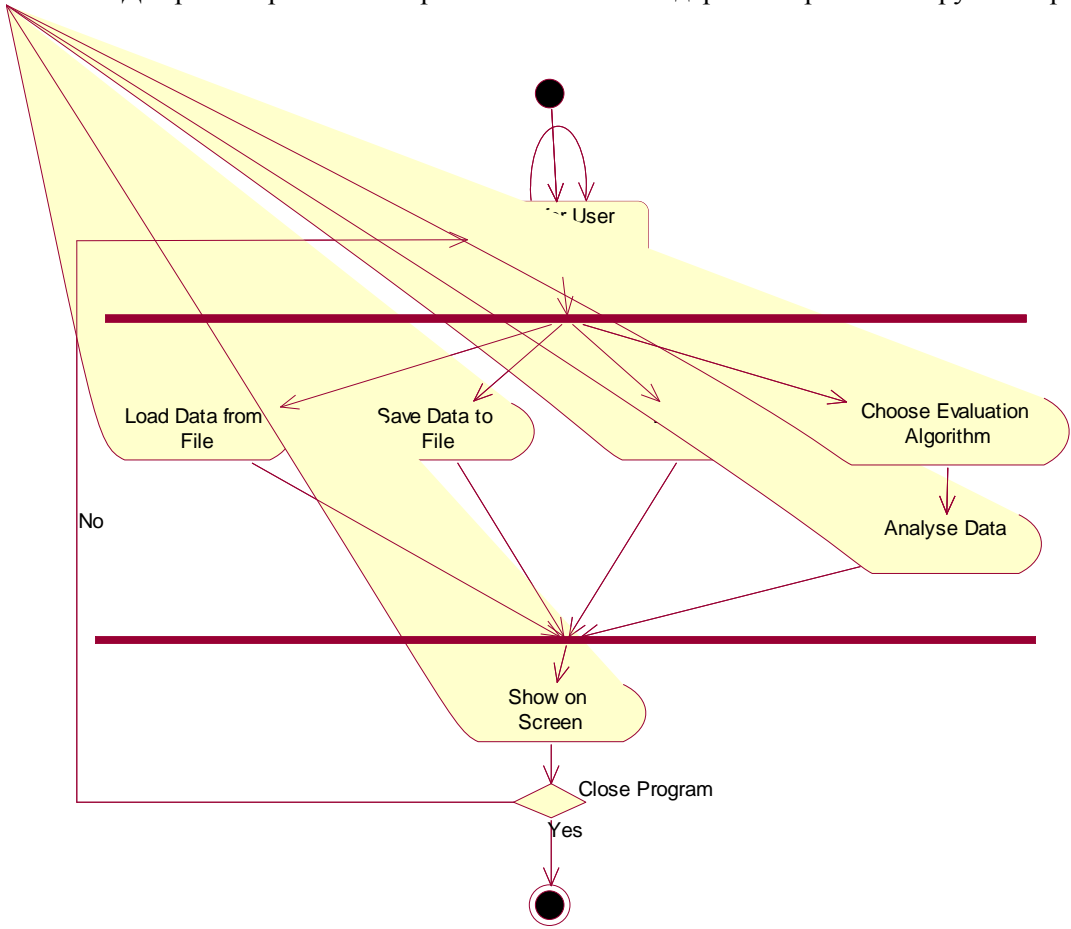 User
Load Data from
File
Save Data to
File
Choose Evaluation
Algorithm
No
Analyse Data
Show on
Screen
Close Program
Yes